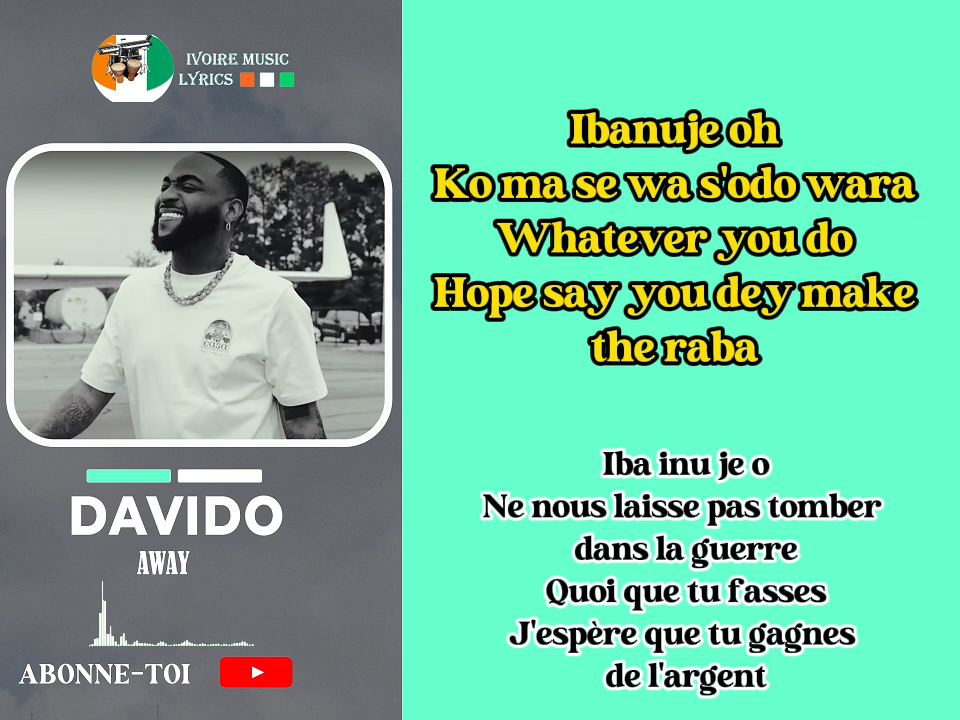 IVOIRE MUSIC
LYRICS
casa
DAVIDO
AWAY
ABONNE-TOI
Ibanuje oh
Ko ma se wa s'odo wara
Whatever you do
Hope say you dey make
the raba
Iba inu je o
Ne nous laisse pas tomber
dans la guerre
Quoi que tu fasses
J'espère que tu gagnes
de l'argent